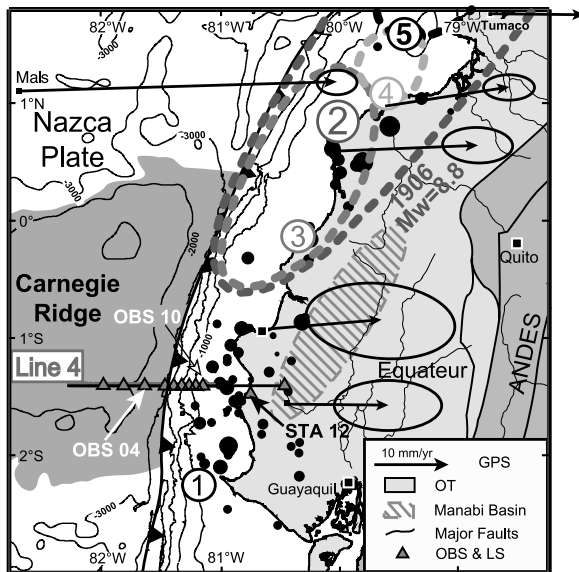 82°W 81°W 80°W 79°W
Tumaco
5
-3000
Mals
4
1°N
Nazca
Plate
2
-3000
-3000
1906
Mw=8.8
0°
3
-2000
Quito
Carnegie
Ridge
OBS 10
1°S
-1000
ANDES
Line 4
Equateur
OBS 04
STA 12
2°S
1
Guayaquil
-3000
10 mm/yr
GPS
OT
Manabi Basin
Major Faults
OBS & LS
82°W 81°W